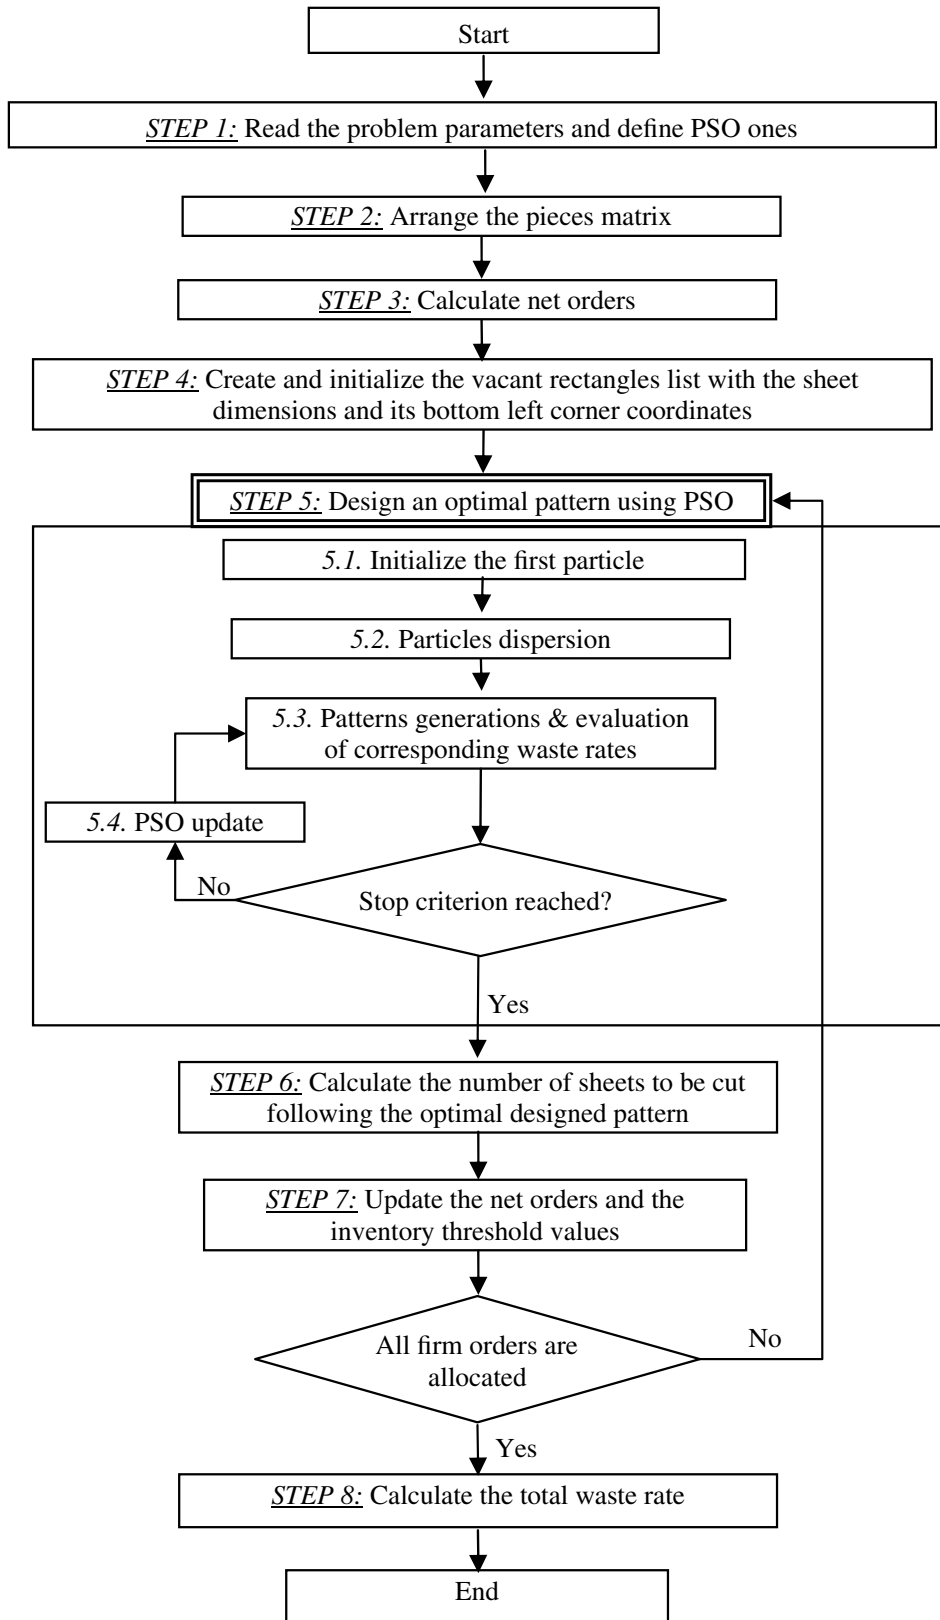 Start
STEP 1: Read the problem parameters and define PSO ones
STEP 2: Arrange the pieces matrix
STEP 3: Calculate net orders
STEP 4: Create and initialize the vacant rectangles list with the sheet
dimensions and its bottom left corner coordinates
STEP 5: Design an optimal pattern using PSO
5.1. Initialize the first particle
5.2. Particles dispersion
5.3. Patterns generations & evaluation
of corresponding waste rates
5.4. PSO update
No
Stop criterion reached?
Yes
STEP 6: Calculate the number of sheets to be cut
following the optimal designed pattern
STEP 7: Update the net orders and the
inventory threshold values
All firm orders are
allocated
No
Yes
STEP 8: Calculate the total waste rate
End